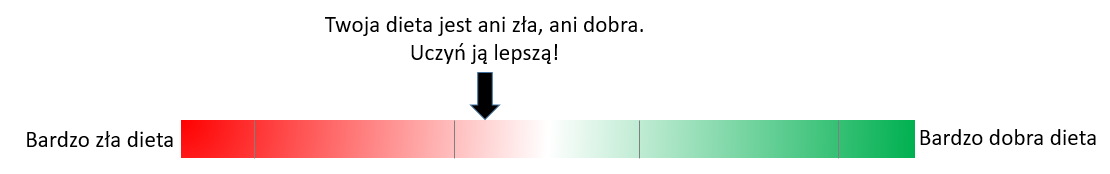 Twoja dieta jest ani zła, ani dobra.
Uczyń ją lepszą!
Bardzo zła dieta
Bardzo dobra dieta